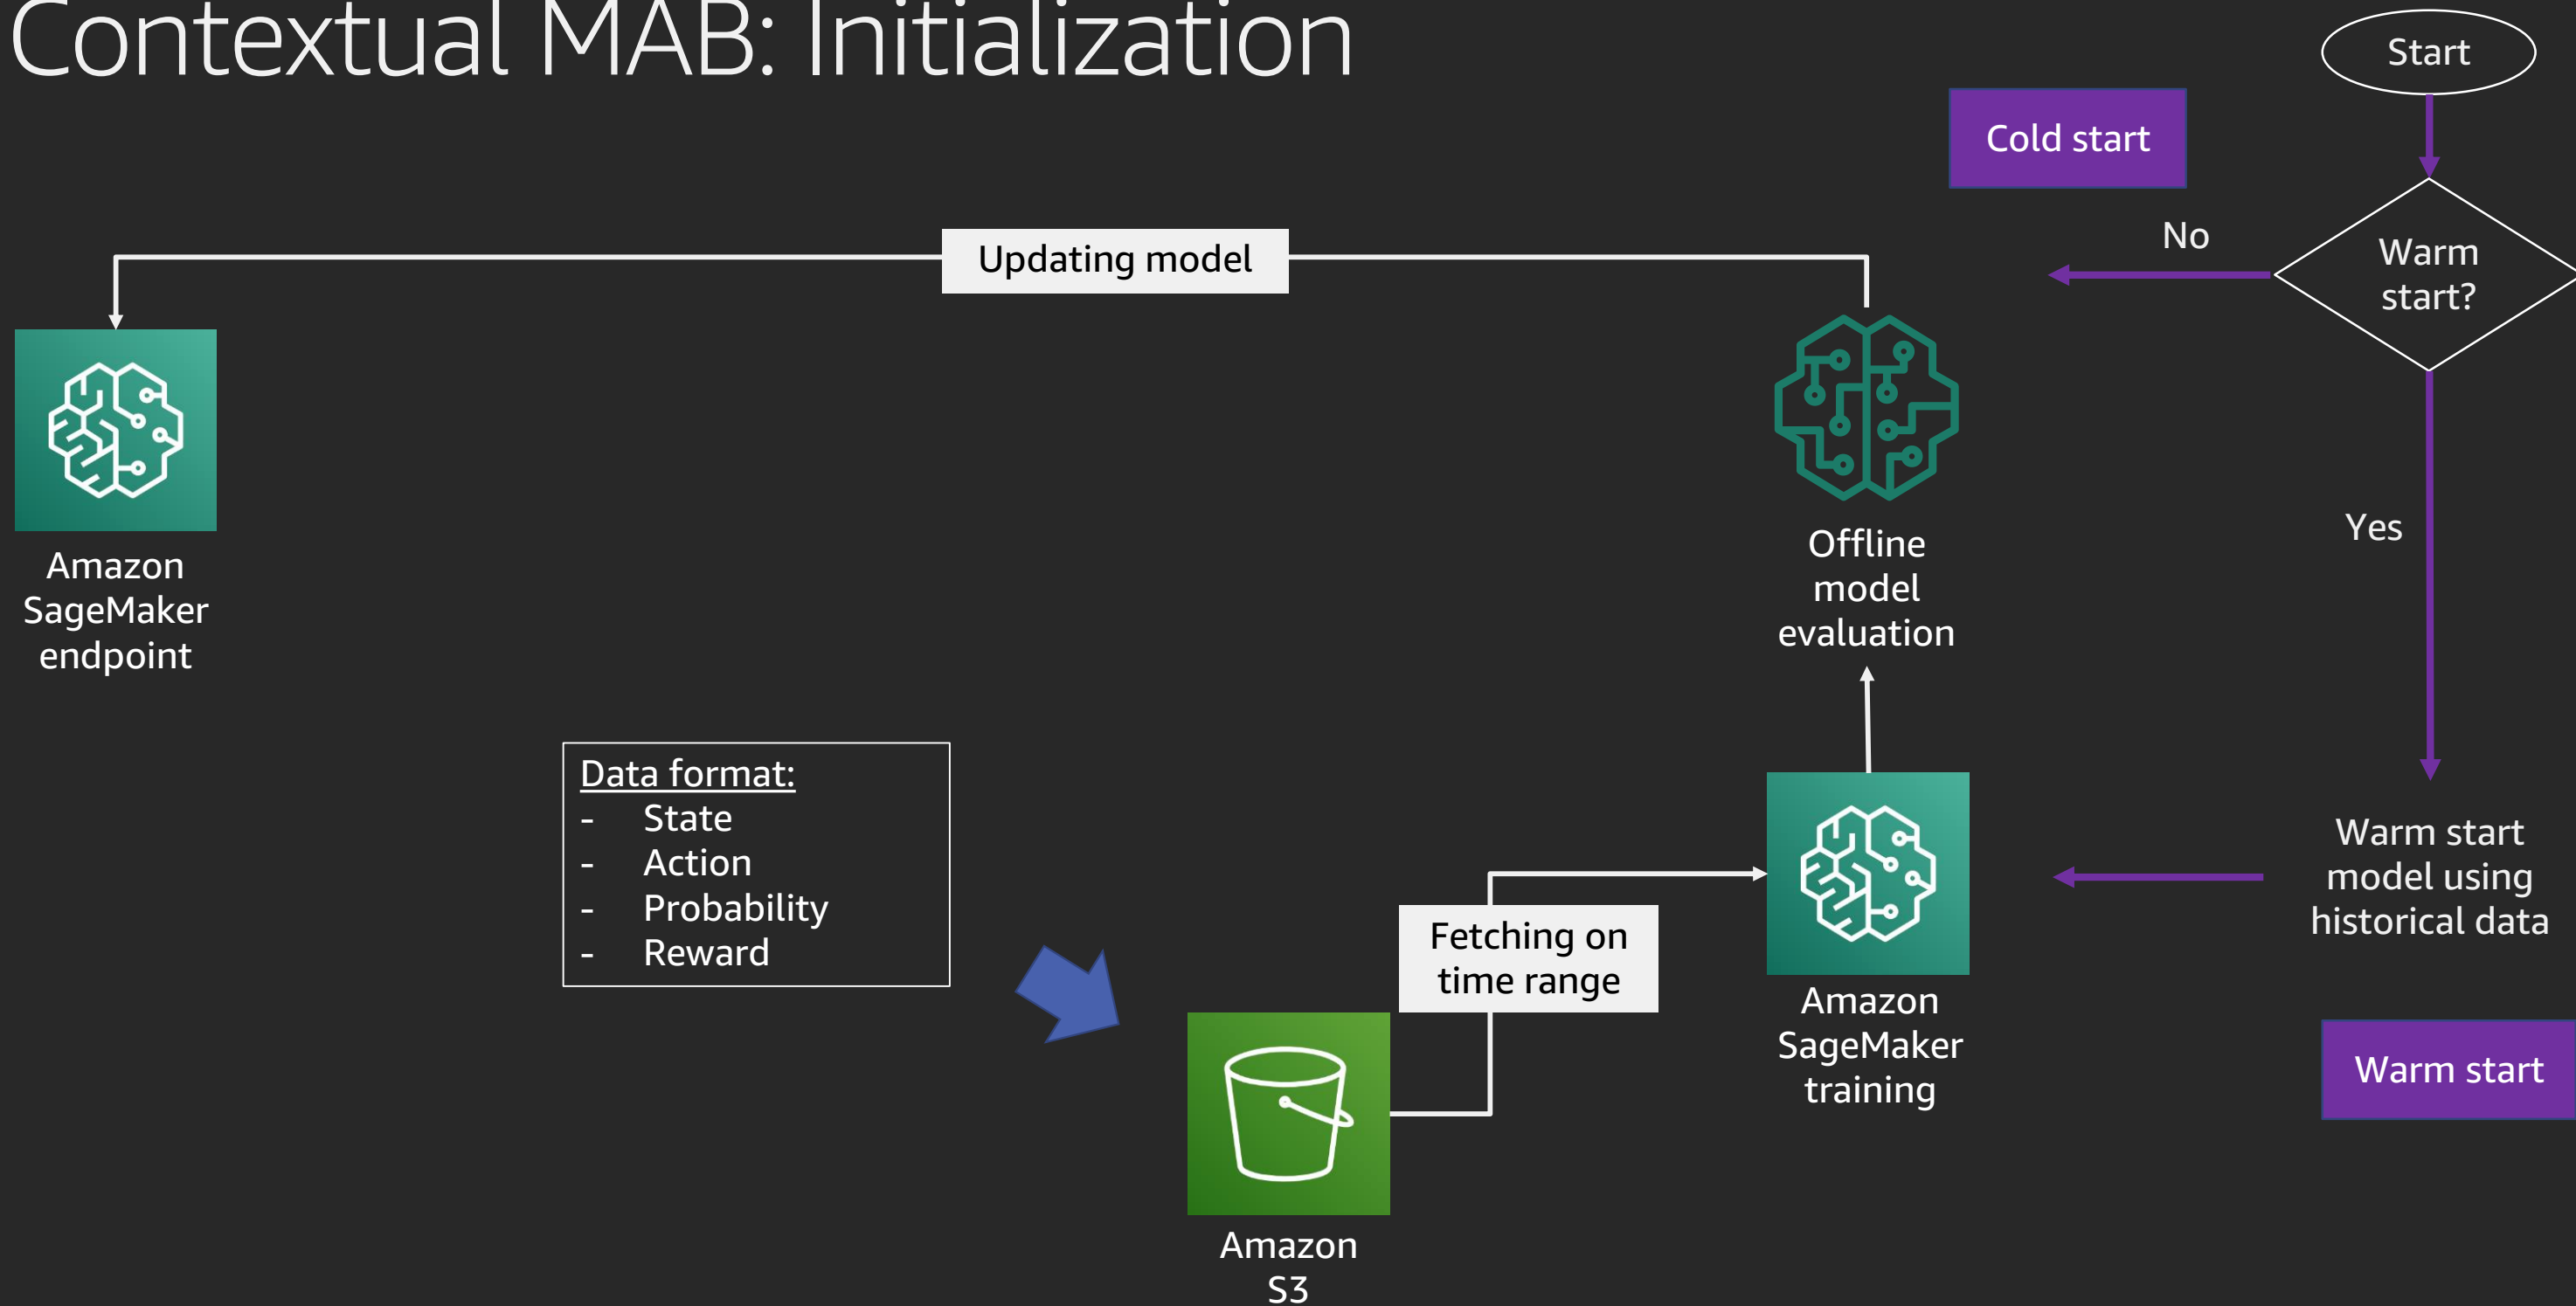 Contextual MAB: Initialization
Start
Cold start
No
Warm
start?
Updating model
Yes
Amazon
SageMaker
endpoint
Offline
model
evaluation
Data format:
- State
- Action
- Probability
- Reward
Fetching on
time range
Amazon
SageMaker
training
Warm start
model using
historical data
Warm start
Amazon
S3